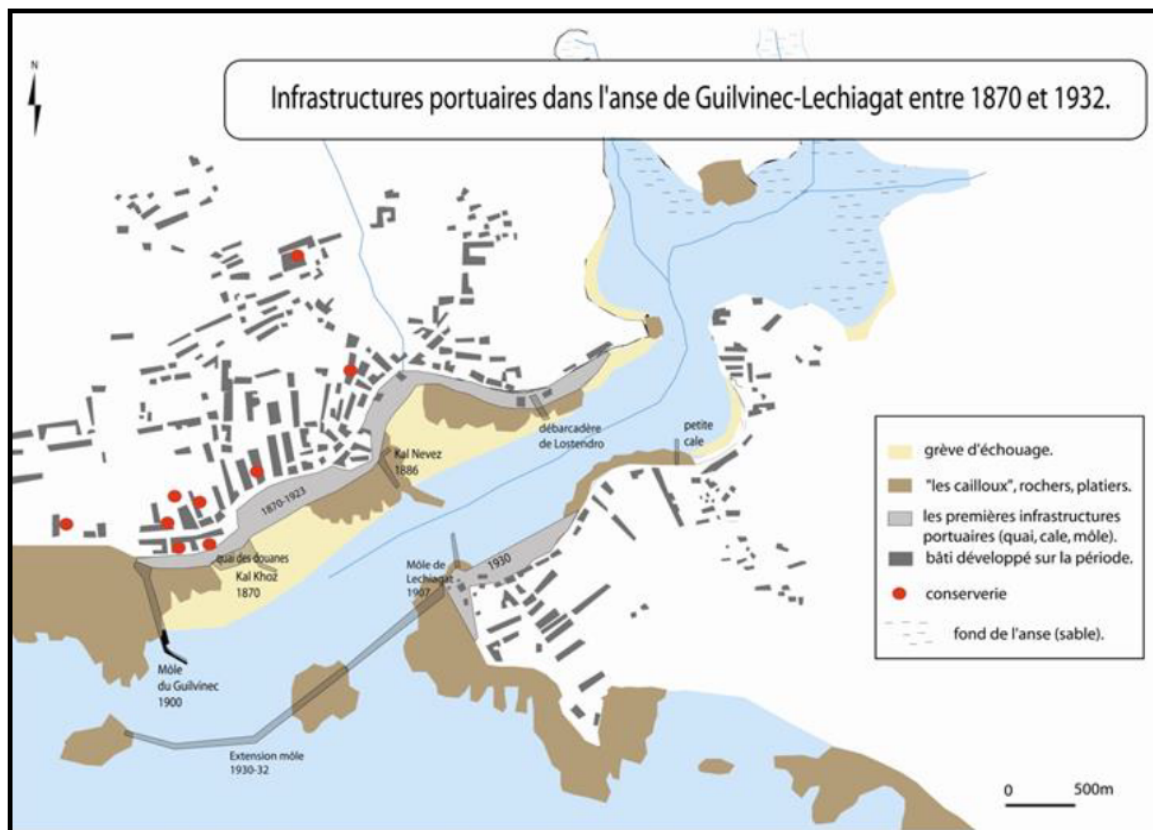 N
Infrastructures portuaires dans l'anse de Guilvinec-Lechiagat entre 1870 et 1932.
débarcadère
de Lostendro
petite
cale
Kal Nevez
1886
1870-1923
quai des douanes
Kal Khoz
1870
1930
Môle de
Lechiagat
1907
Môle
du Guilvinec
1900
Extension môle
1930-32
grève d'échouage.
"les cailloux", rochers, platiers.
les premières infrastructures
portuaires (quai, cale, môle).
bâti développé sur la période.
conserverie
fond de l'anse (sable).
0 500m